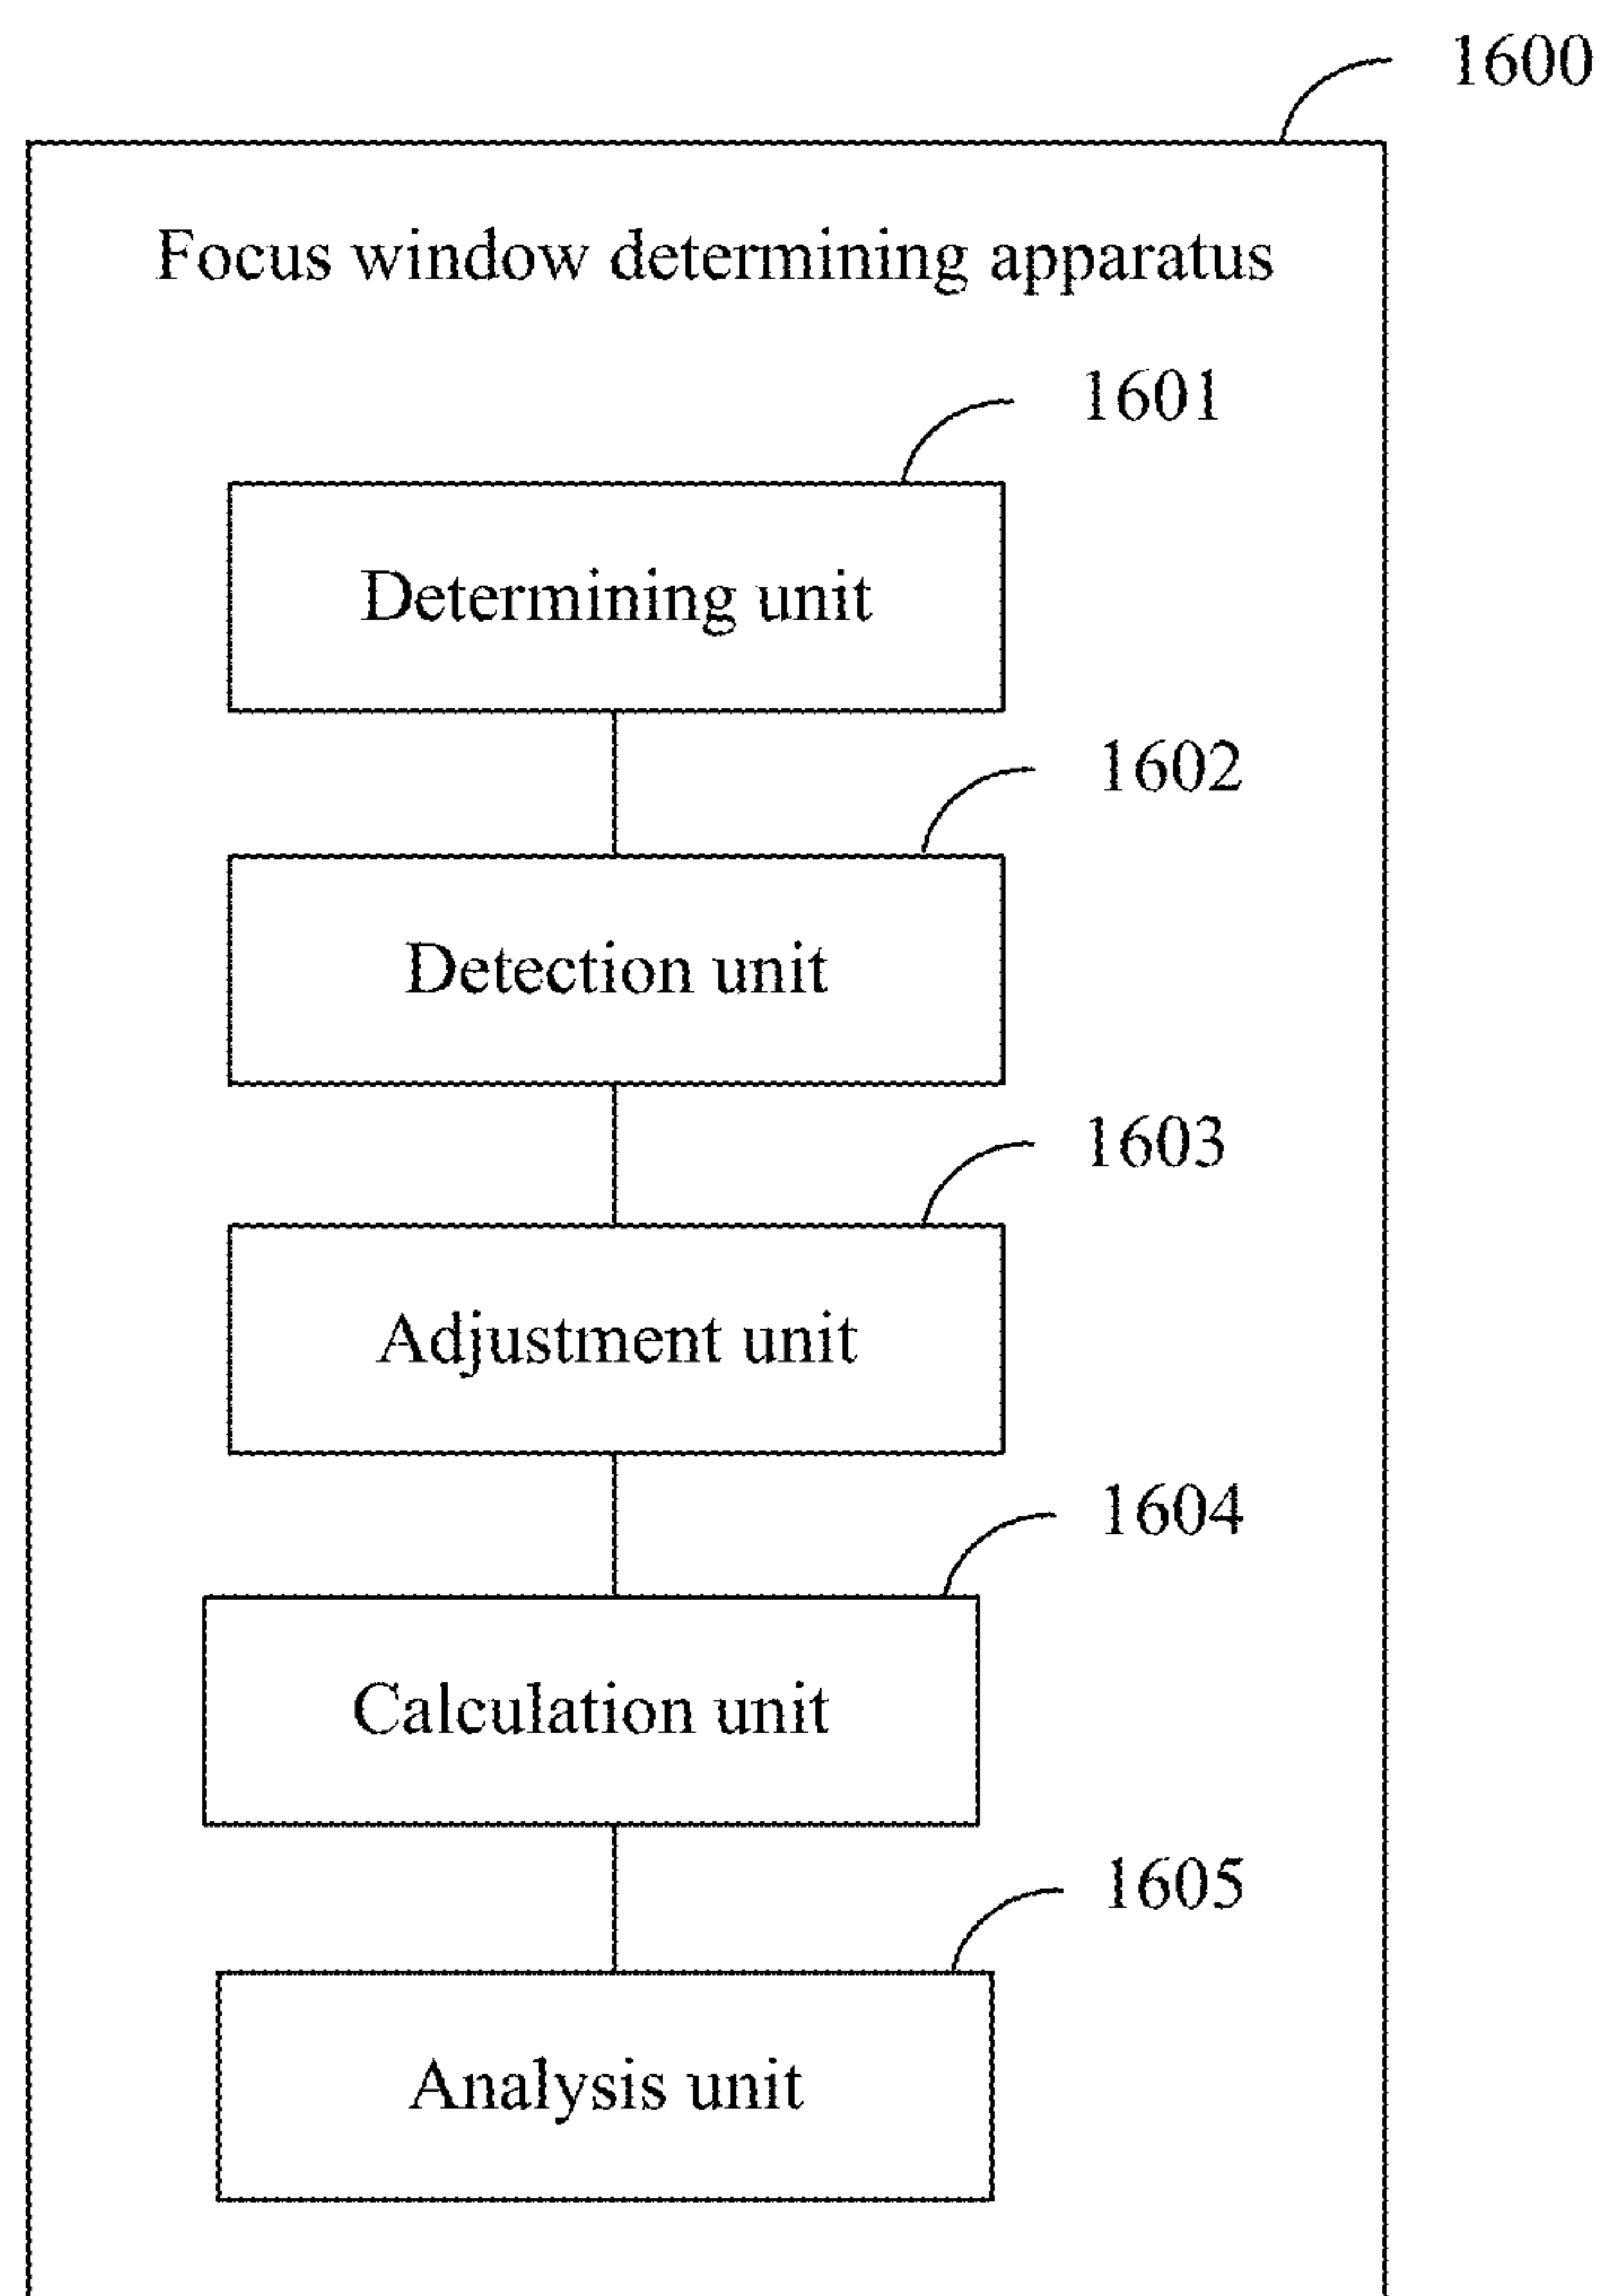 1600
Focus window determining apparatus
1601
Determining unit
1602
Detection unit
1603
Adjustment unit
1604
Calculation unit
1605
Analysis unit